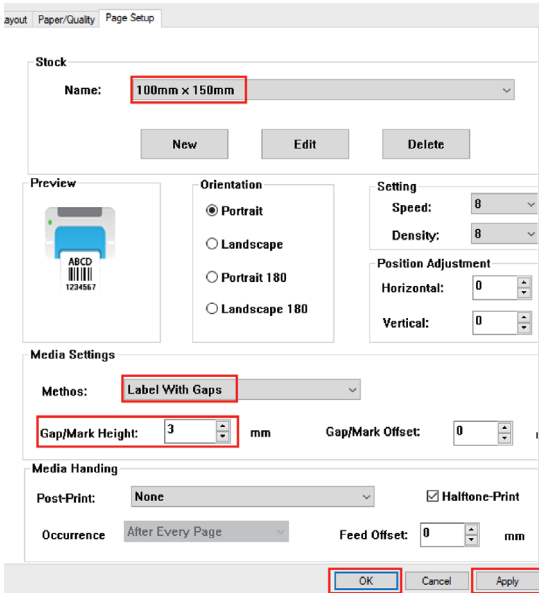 ayout Paper/Quality Page Setup
Stock
Name: 100mm x 150mm
New Edit Delete
Preview
ABCD
1234567
Orientation
Portrait
Landscape
Portrait 180
Landscape 180
Setting
Speed: 8
Density: 8
Position Adjustment
Horizontal: 0
Vertical: 0
Media Settings
Methos: Label With Gaps
Gap/Mark Height: 3 mm Gap/Mark Offset: 0
Media Handing
Post-Print: None Halftone-Print
Occurrence After Every Page Feed Offset: 0 mm
OK Cancel Apply